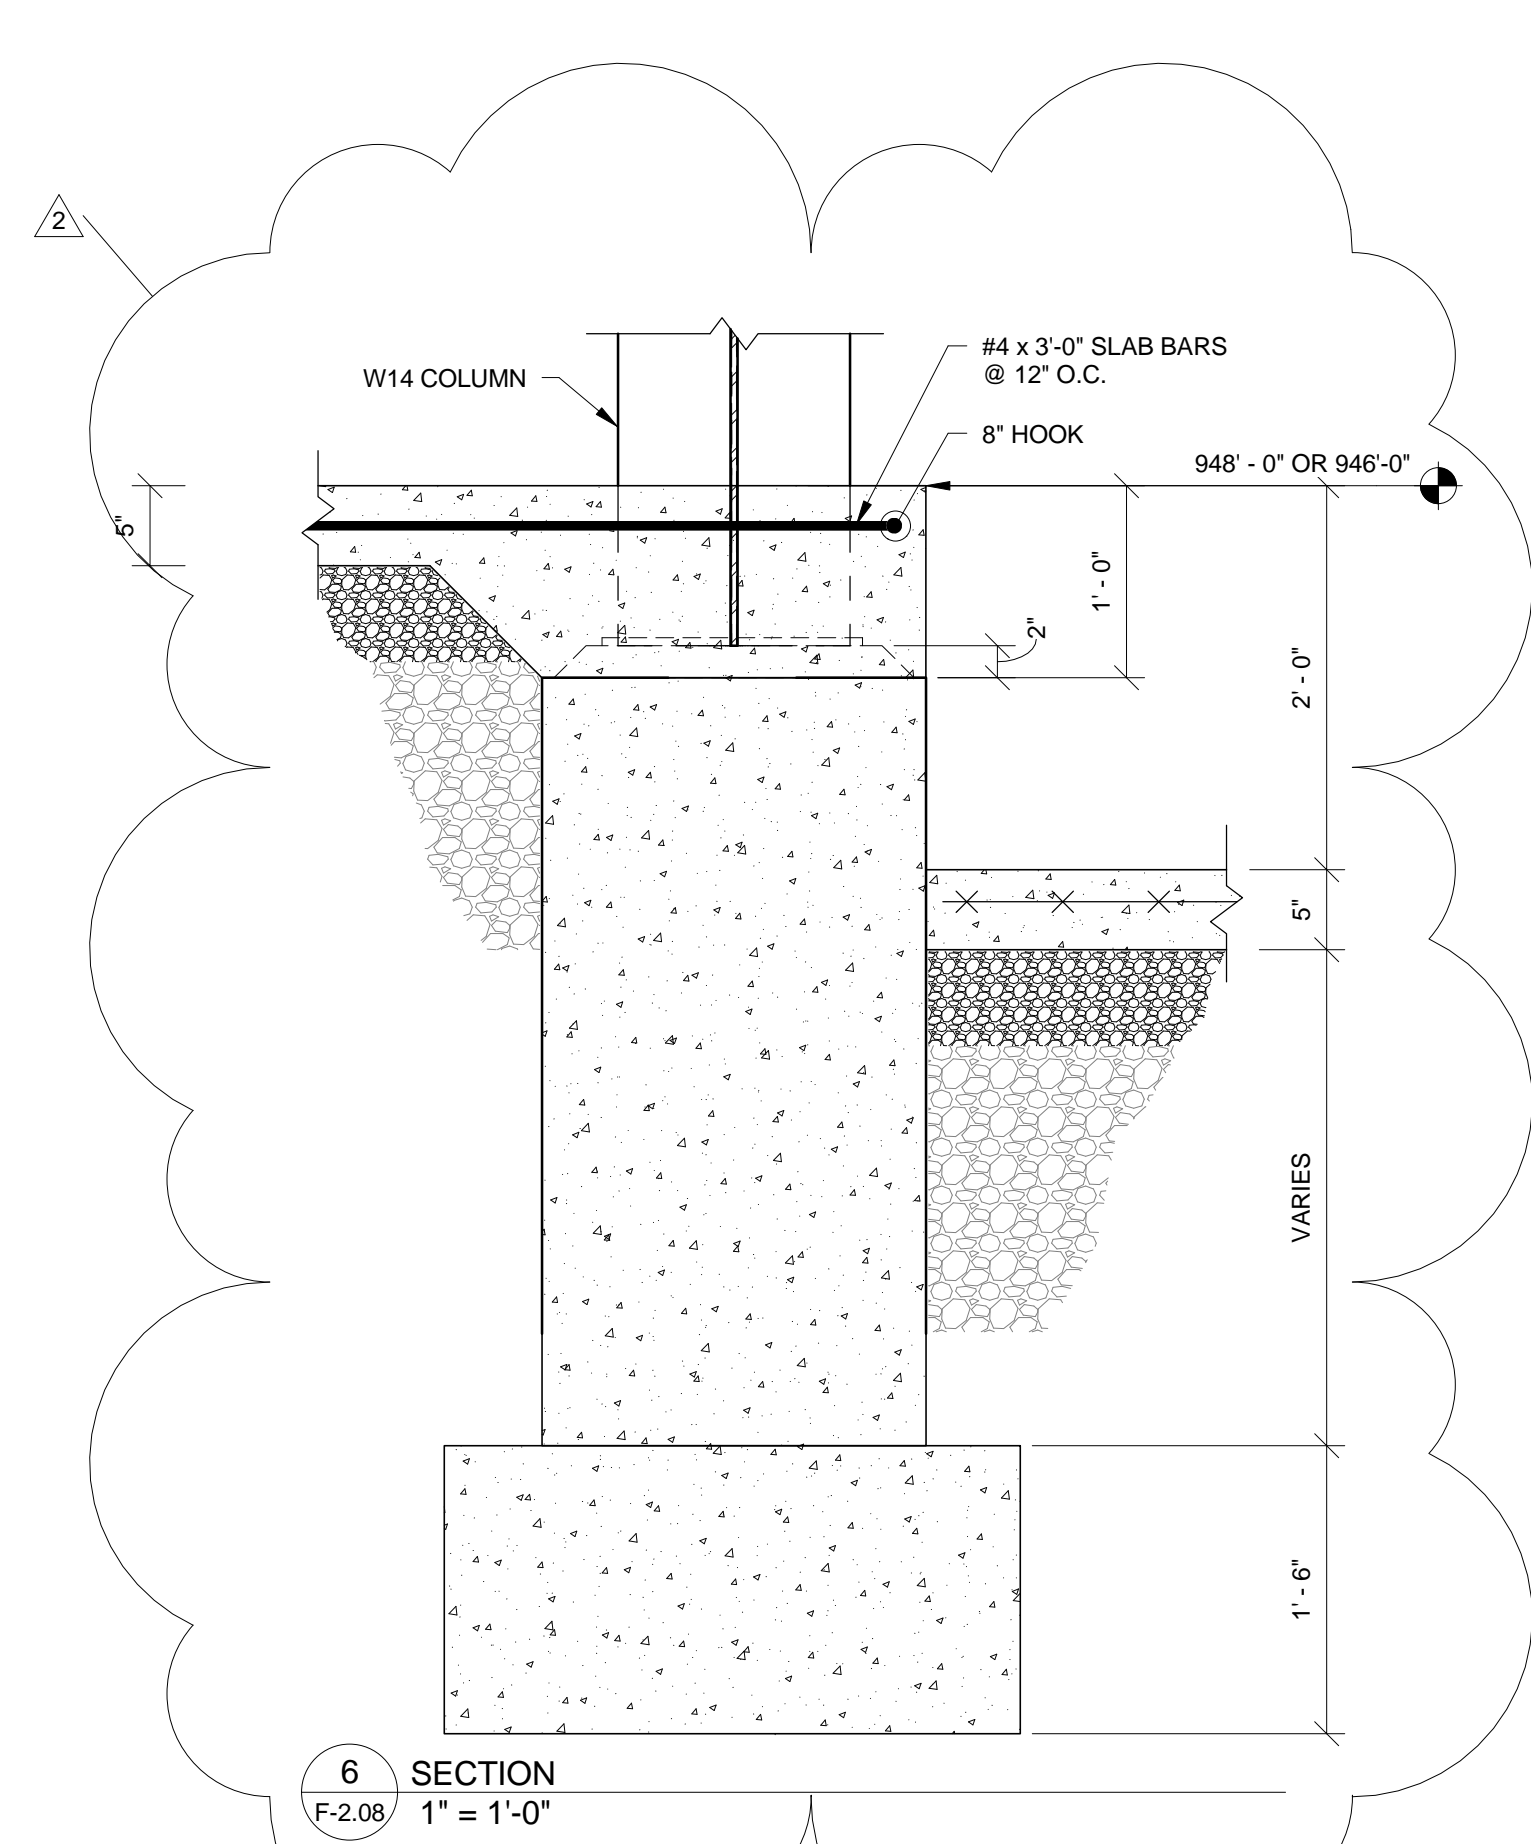 2
W14 COLUMN
#4 x 3'-0" SLAB BARS
@ 12" O.C.
8" HOOK
948' - 0" OR 946'-0"
5"
1' - 0"
2"
2' - 0"
5"
VARIES
1' - 6"
6
SECTION
F-2.08
1" = 1'-0"